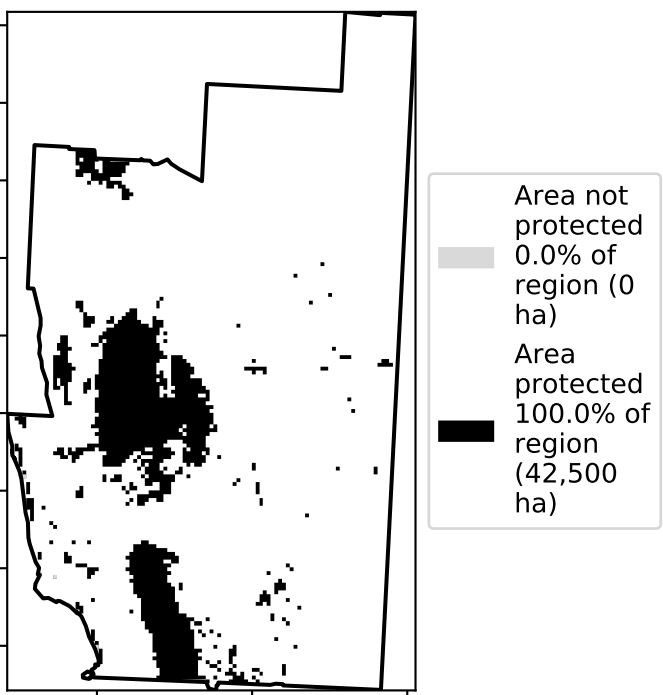 Area not
protected
0.0% of
region (0
ha)
Area
protected
100.0% of
region
(42,500
ha)